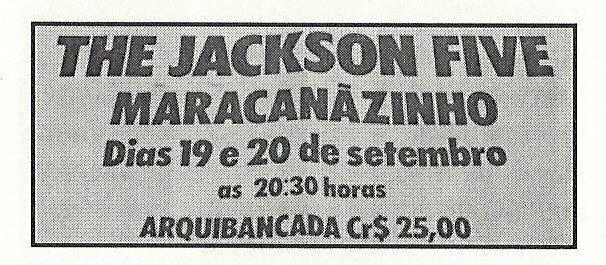 THE JACKSON FIVE
MARACANÃZINHO
Dias 19 e 20 de setembro
as 20:30 horas
ARQUIBANCADA Cr$ 25,00